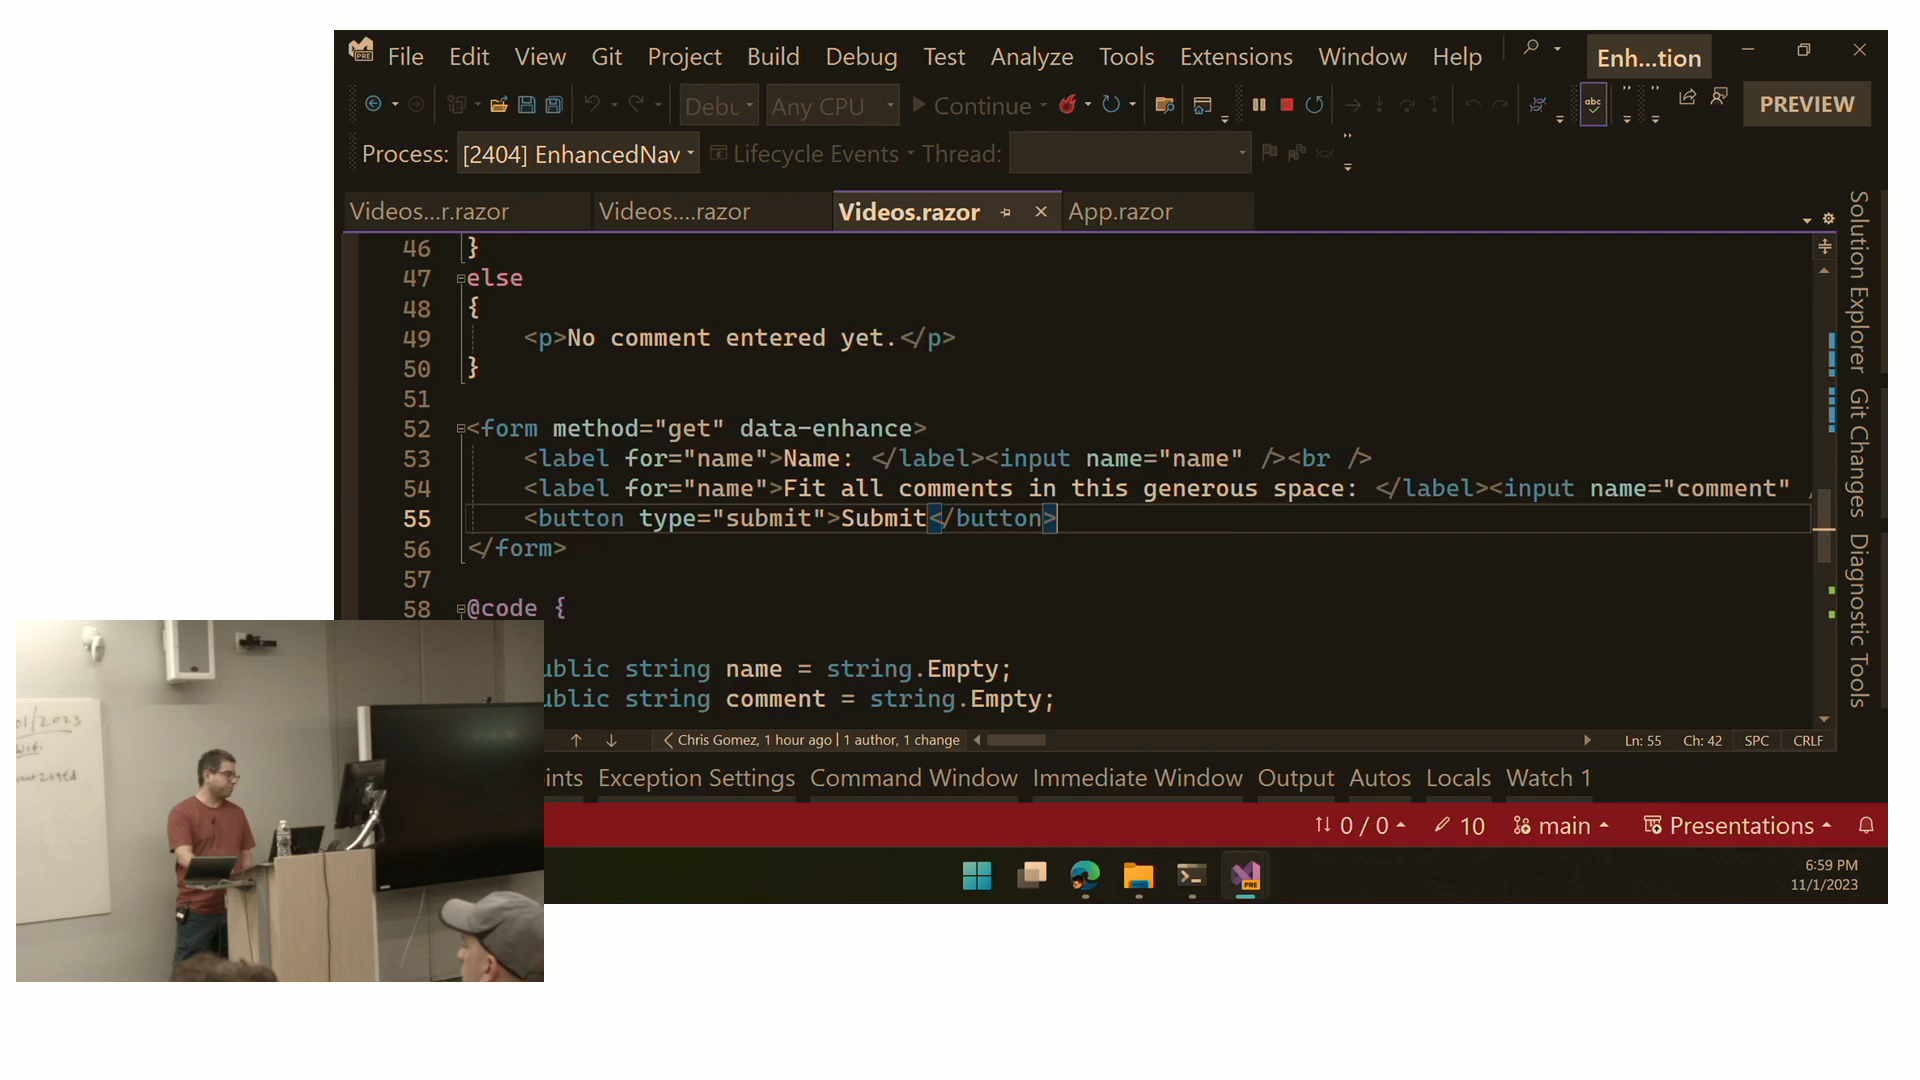 File Edit View Git Project Build Debug Test Analyze Tools Extensions Window Help Enh...tion
Debu Any CPU Continue abc PREVIEW
Process: [2404] EnhancedNav Lifecycle Events Thread:
Videos...r.razor Videos....razor Videos.razor App.razor
46 }
47 else
48 {
49 <p>No comment entered yet.</p>
50 }
51
52 <form method="get" data-enhance>
53 <label for="name">Name: </label><input name="name" /><br />
54 <label for="name">Fit all comments in this generous space: </label><input name="comment" /
55 <button type="submit">Submit</button>
56 </form>
57
58 @code {
ublic string name = string.Empty;
ublic string comment = string.Empty;
Chris Gomez, 1 hour ago | 1 author, 1 change Ln: 55 Ch: 42 SPC CRLF
ints Exception Settings Command Window Immediate Window Output Autos Locals Watch 1
0 / 0 10 main Presentations
PRE
6:59 PM
11/1/2023
Solution Explorer
Git Changes
Diagnostic Tools
01/2023